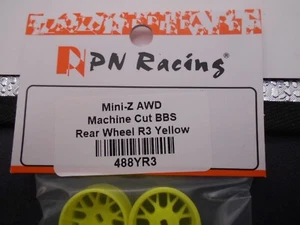 PN Racing®
Mini-Z AWD
Machine Cut BBS
Rear Wheel R3 Yellow
488YR3